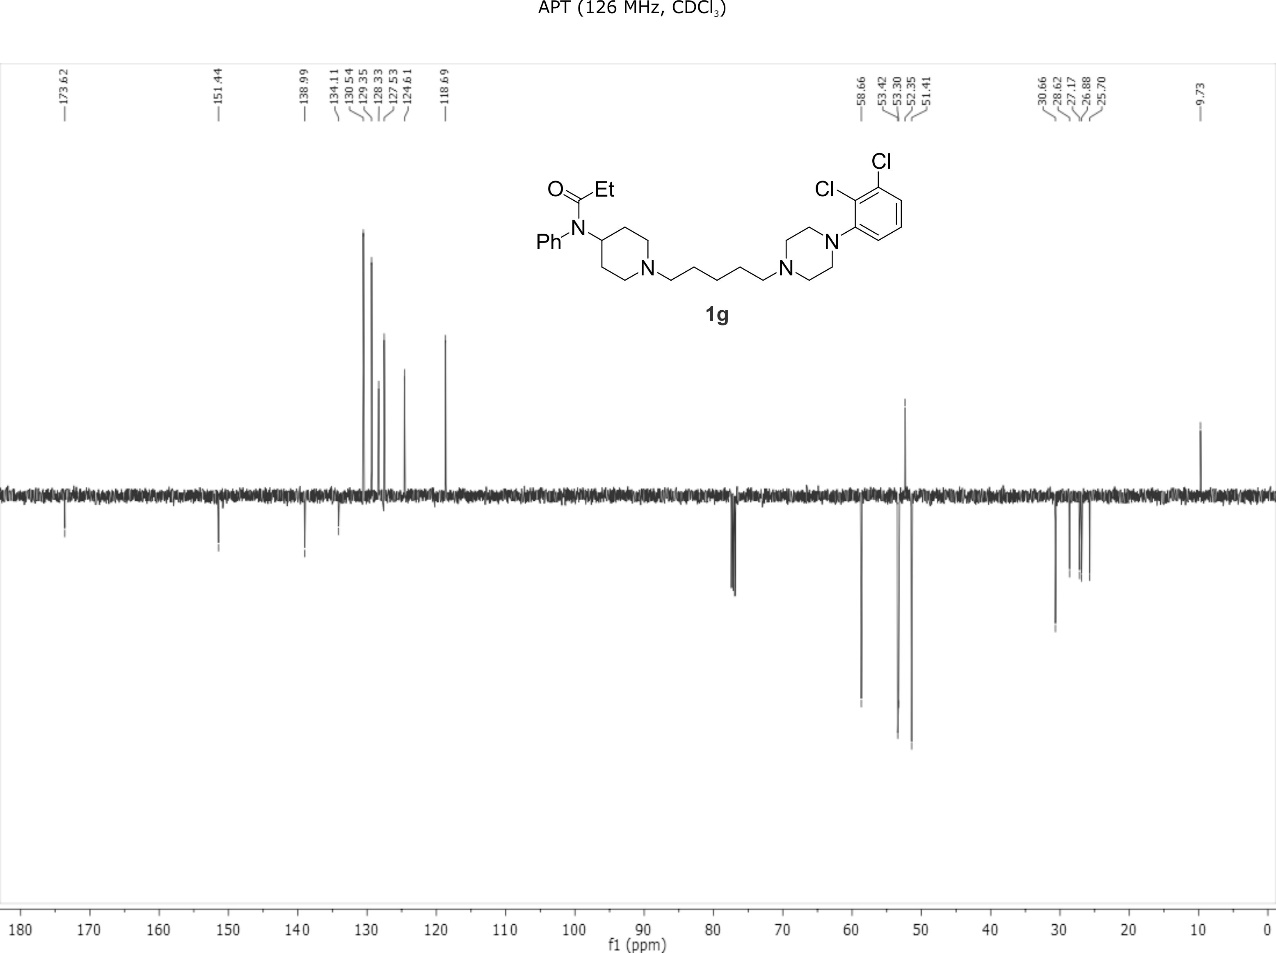 APT (126 MHz, CDCl₃)
173.62
151.44
138.99
134.11
130.54
129.35
128.33
127.53
124.61
118.69
58.66
53.42
53.30
52.35
51.41
30.66
28.62
27.17
26.88
25.70
9.73
Cl
O Et Cl
N
Ph N
N N
1g
180 170 160 150 140 130 120 110 100 90 80 70 60 50 40 30 20 10 0
f1 (ppm)